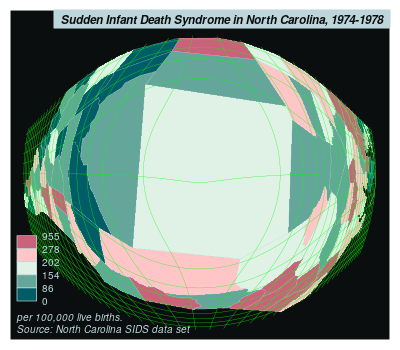 Sudden Infant Death Syndrome in North Carolina, 1974-1978
955
278
202
154
86
0
per 100,000 live births.
Source: North Carolina SIDS data set